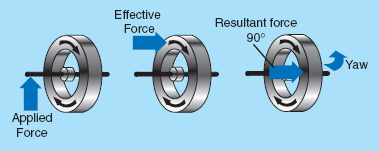 Effective
Force
Resultant force
90°
Yaw
Applied
Force